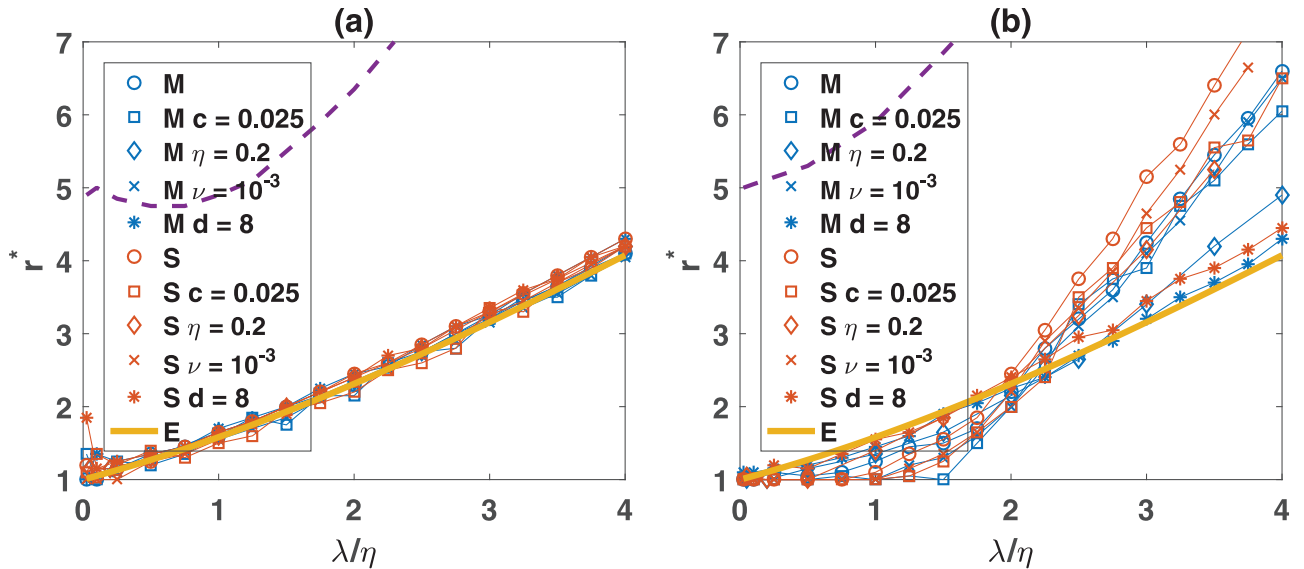 (a)
7
6
5
4
3
2
1
r*
0
1
2
3
4
λ/η
M
M c = 0.025
M η = 0.2
M ν = 10⁻³
M d = 8
S
S c = 0.025
S η = 0.2
S ν = 10⁻³
S d = 8
E
(b)
7
6
5
4
3
2
1
r*
0
1
2
3
4
λ/η
M
M c = 0.025
M η = 0.2
M ν = 10⁻³
M d = 8
S
S c = 0.025
S η = 0.2
S ν = 10⁻³
S d = 8
E